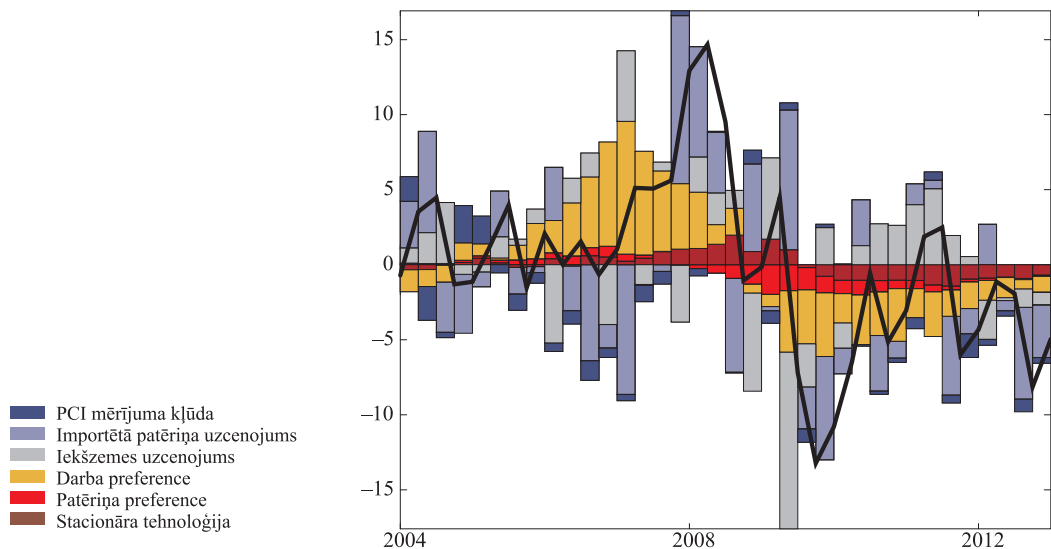 15
10
5
0
–5
–10
–15
2004
2008
2012
PCI mērījuma kļūda
Importētā patēriņa uzcenojums
Iekšzemes uzcenojums
Darba preference
Patēriņa preference
Stacionāra tehnoloģija